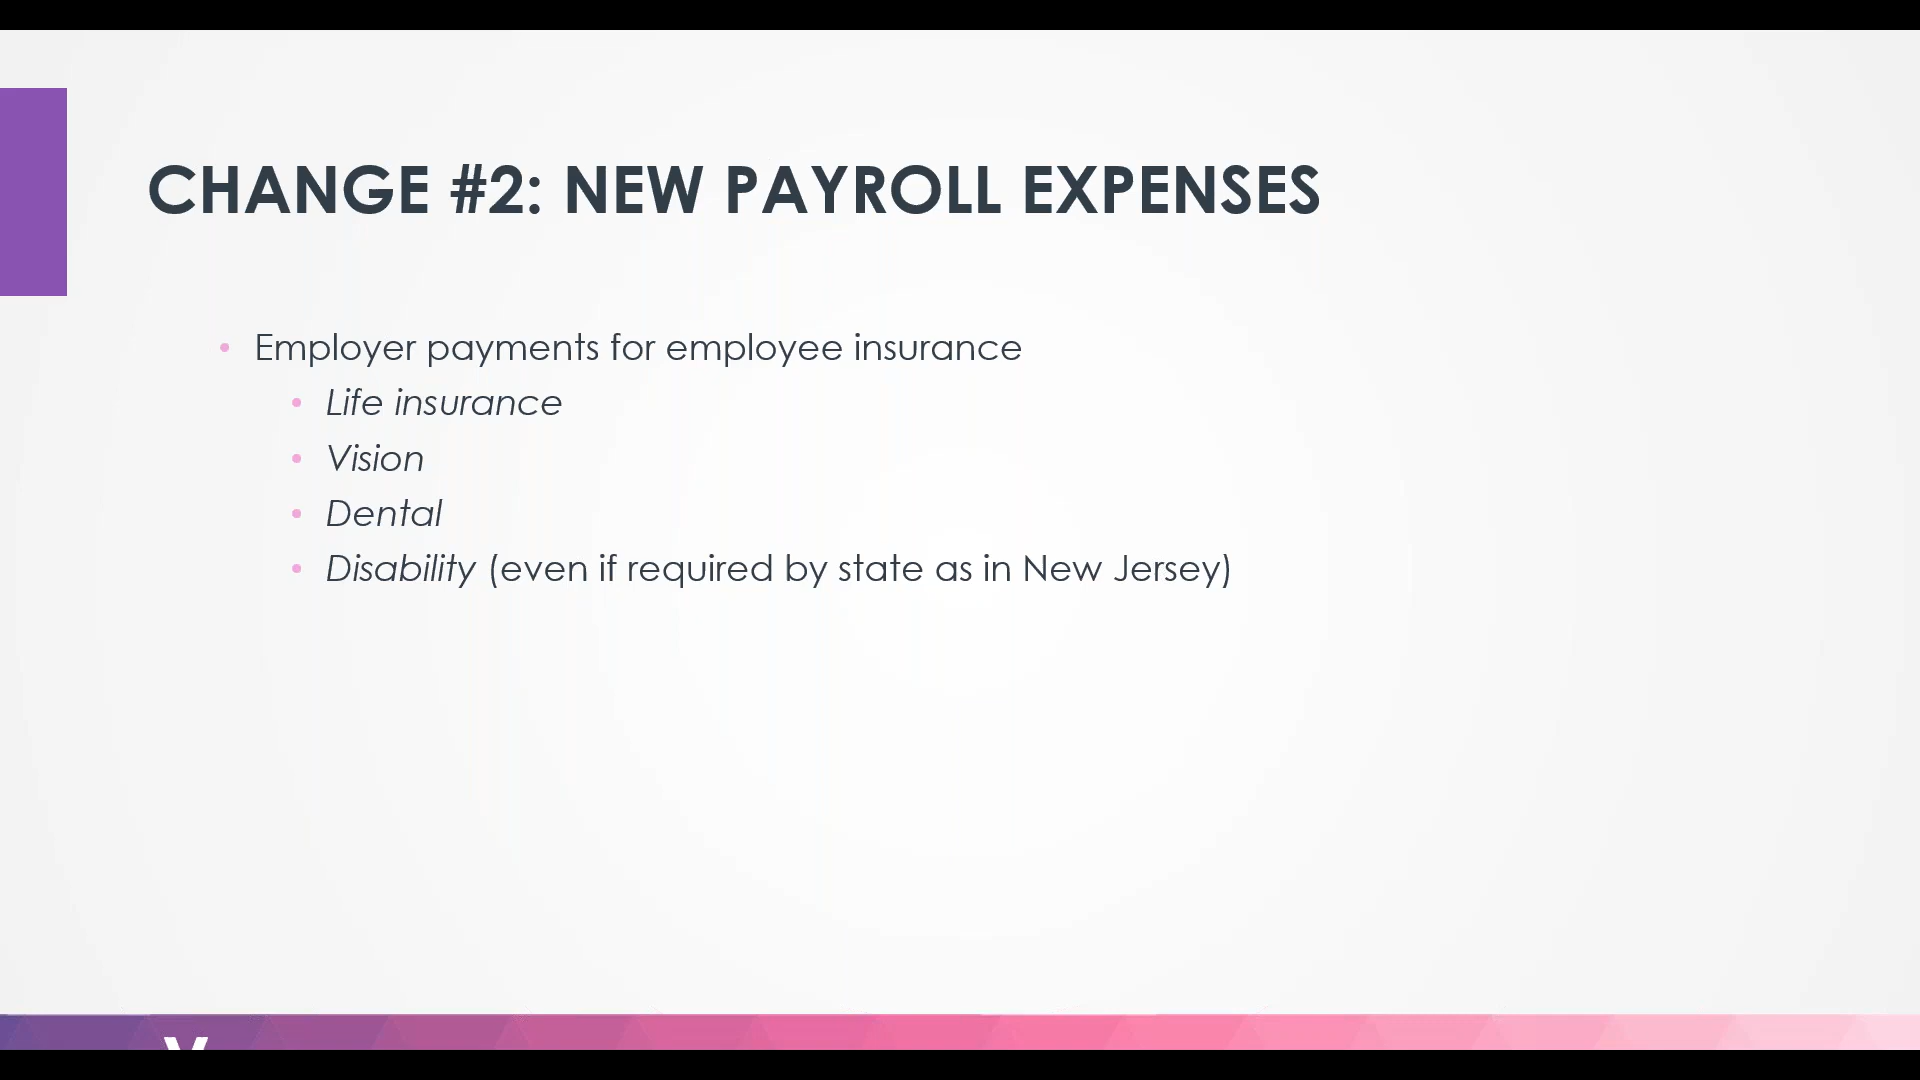 CHANGE #2: NEW PAYROLL EXPENSES
• Employer payments for employee insurance
• Life insurance
• Vision
• Dental
• Disability (even if required by state as in New Jersey)